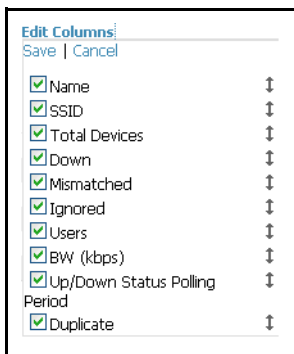 Edit Columns
Save | Cancel
Name
SSID
Total Devices
Down
Mismatched
Ignored
Users
BW (kbps)
Up/Down Status Polling
Period
Duplicate